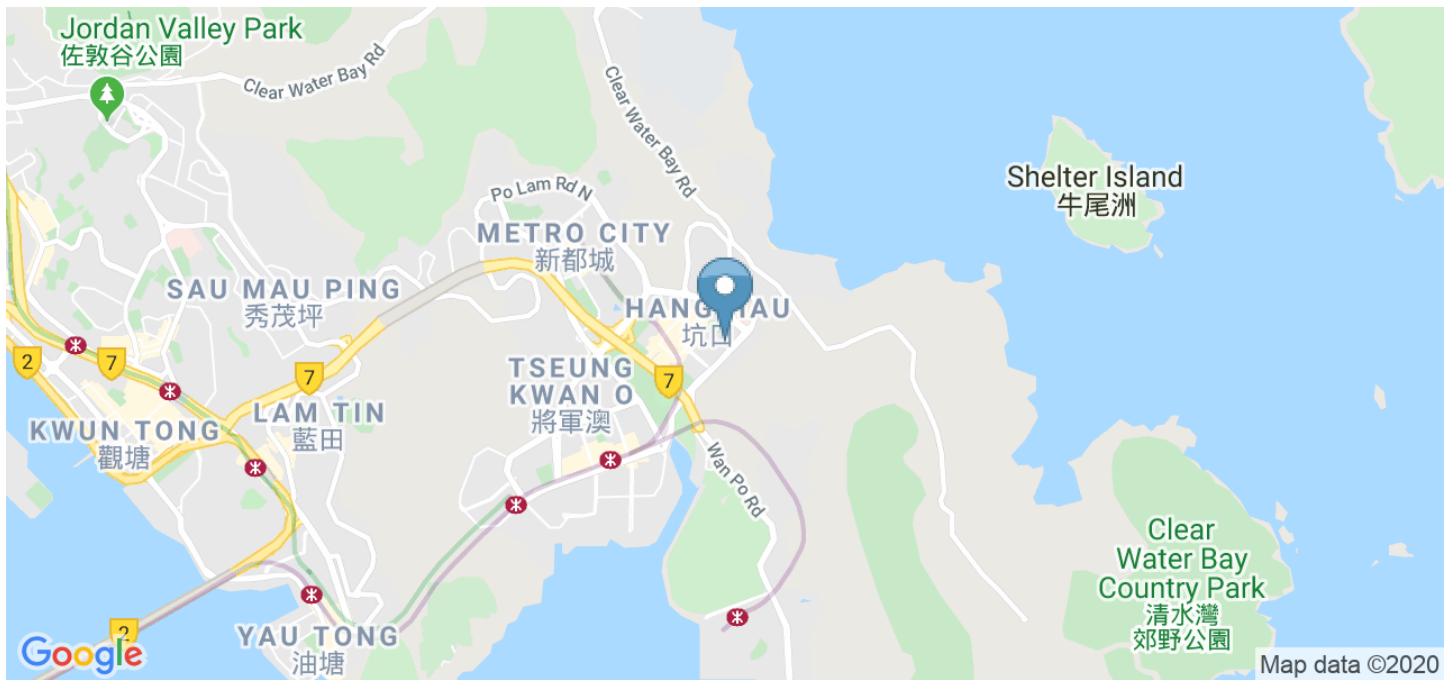 Jordan Valley Park
佐敦谷公園
Clear Water Bay Rd
Clear Water Bay Rd
Po Lam Rd N
Shelter Island
牛尾洲
METRO CITY
新都城
SAU MAU PING
秀茂坪
坑口
2
7
7
7
TSEUNG
KWAN O
將軍澳
LAM TIN
藍田
KWUN TONG
觀塘
Wan Po Rd
Clear
Water Bay
Country Park
清水灣
郊野公園
2
YAU TONG
油塘
Google
Map data ©2020